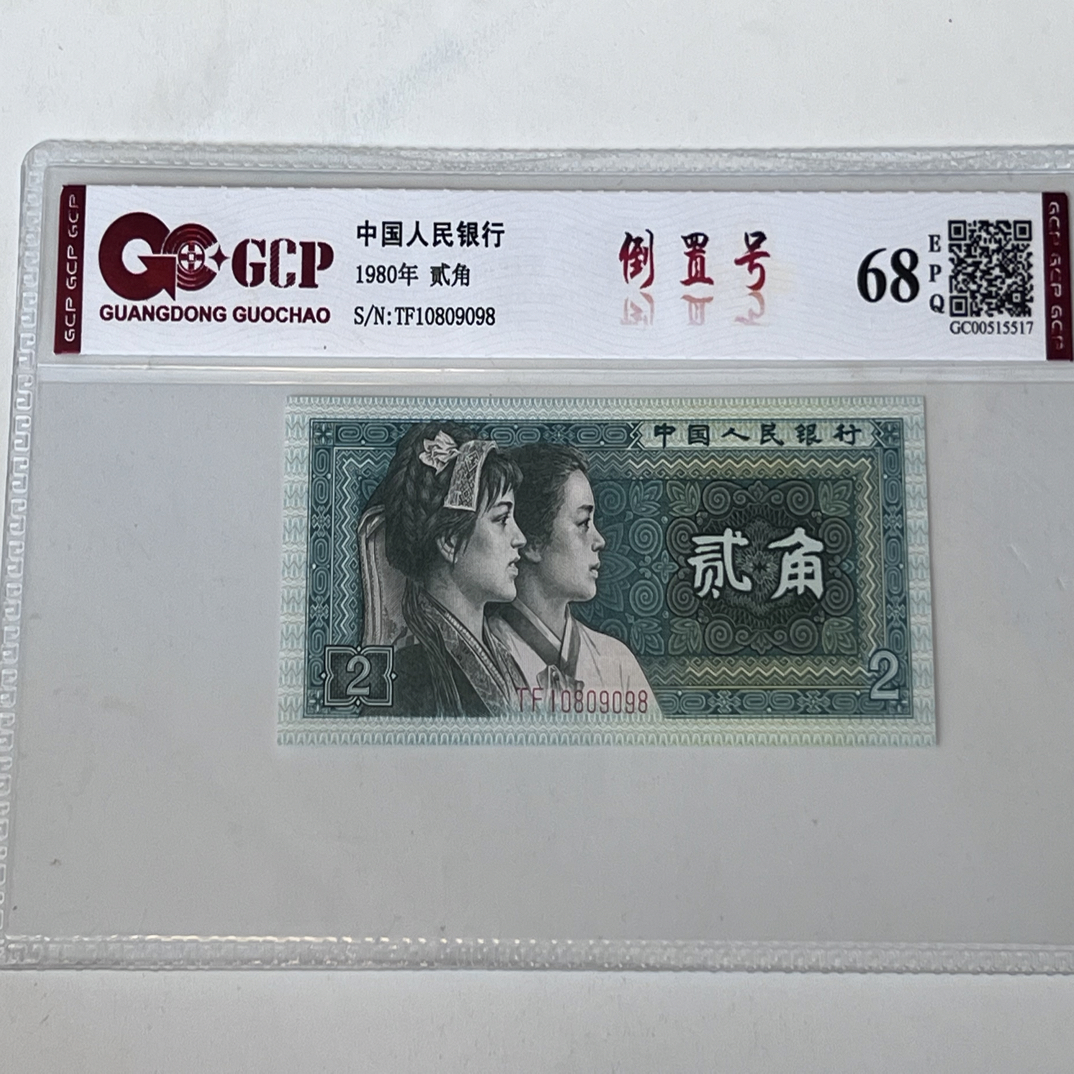 GCP GCP GCP
GCP
GUANGDONG GUOCHAO
中国人民银行
1980年 贰角
S/N:TF10809098
倒置号
68
EPQ
GC00515517
GCP GCP GCP
中国人民银行
贰角
2
2
TF10809098